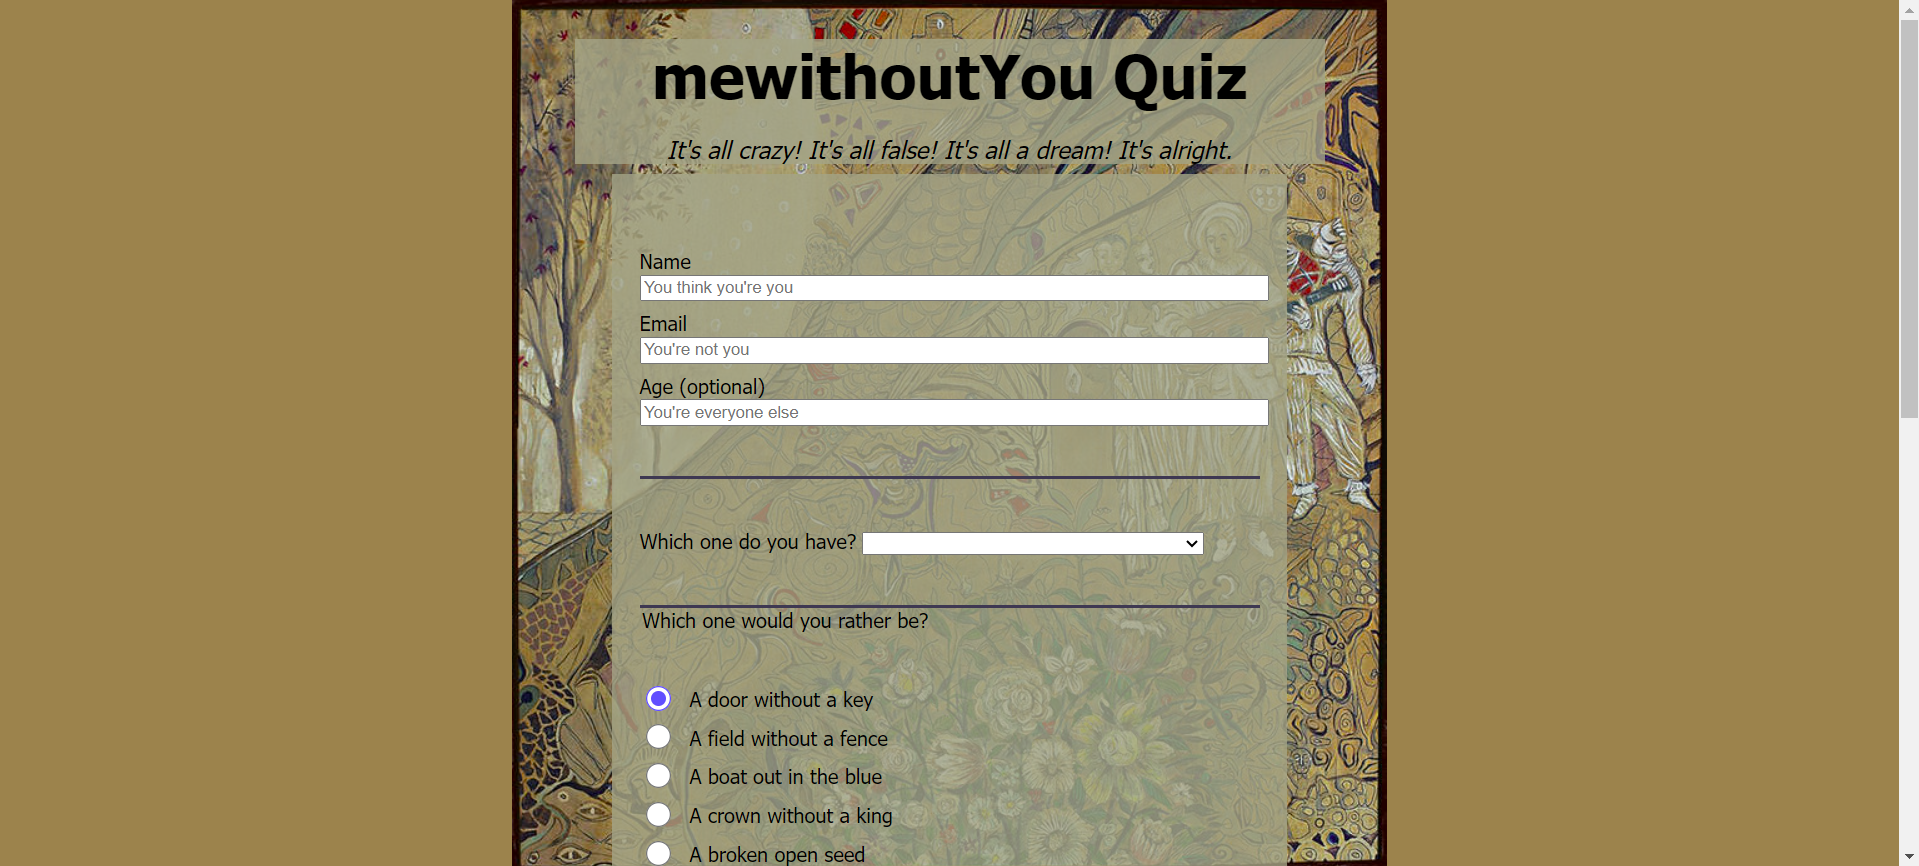 mewithoutYou Quiz
It's all crazy! It's all false! It's all a dream! It's alright.
Name
You think you're you
Email
You're not you
Age (optional)
You're everyone else
Which one do you have?
Which one would you rather be?
A door without a key
A field without a fence
A boat out in the blue
A crown without a king
A broken open seed